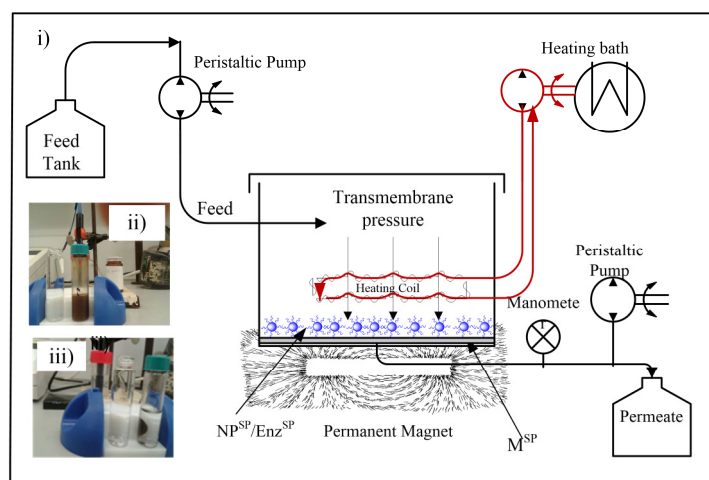 i)
Peristaltic Pump
Heating bath
Feed
Tank
Feed
Transmembrane
pressure
ii)
Heating Coil
Peristaltic
Pump
Manomete
iii)
NP^SP/Enz^SP
Permanent Magnet
M^SP
Permeate